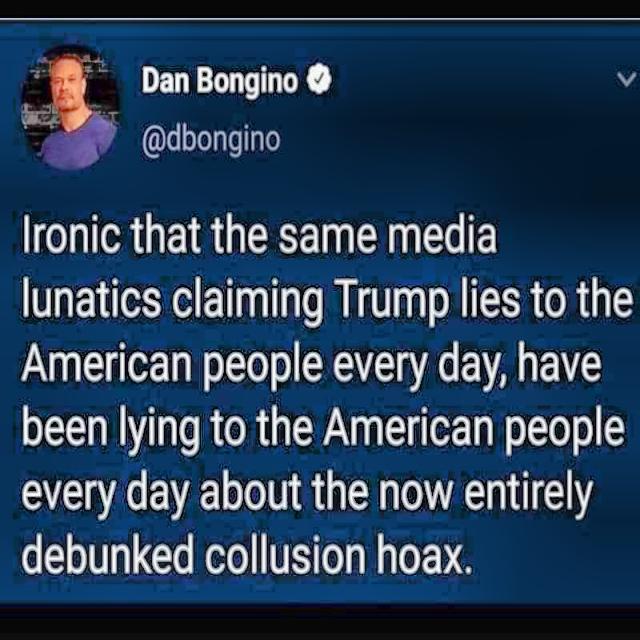 Dan Bongino
@dbongino
Ironic that the same media
lunatics claiming Trump lies to the
American people every day, have
been lying to the American people
every day about the now entirely
debunked collusion hoax.